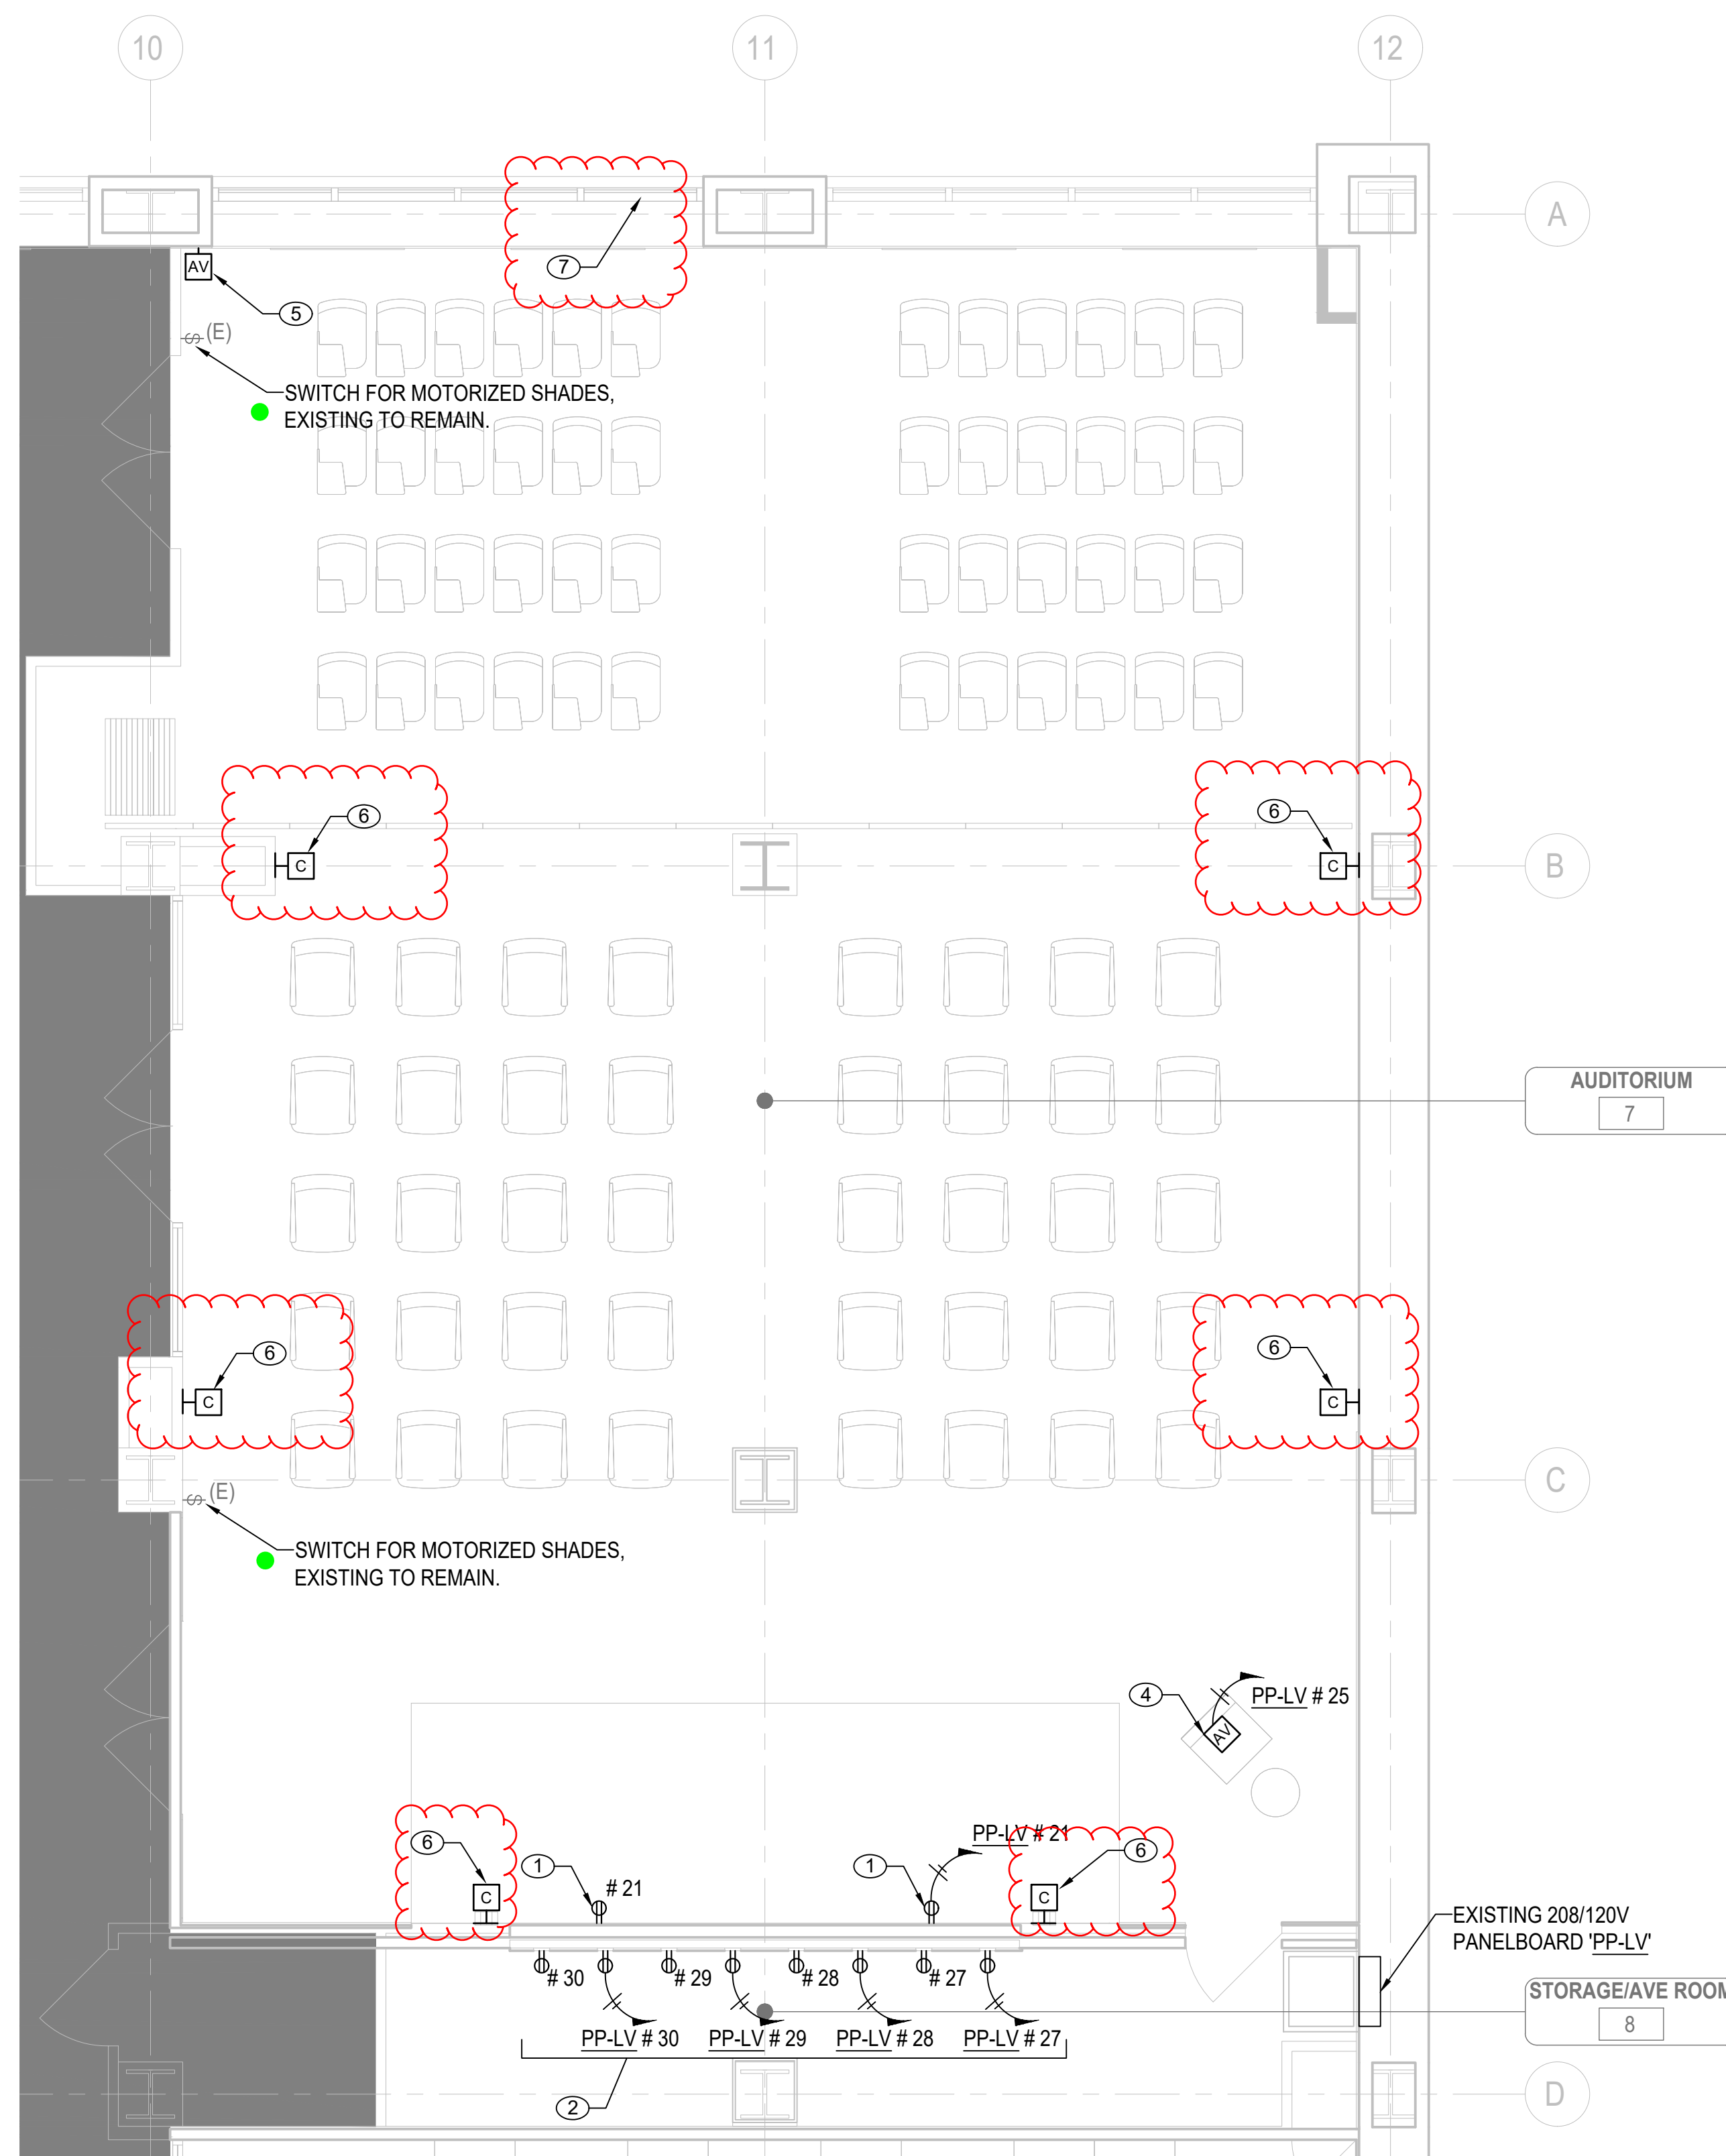 10
11
12
A
7
AV
5
S (E)
SWITCH FOR MOTORIZED SHADES,
EXISTING TO REMAIN.
6
6
C
C
B
AUDITORIUM
7
6
6
C
C
C
S (E)
SWITCH FOR MOTORIZED SHADES,
EXISTING TO REMAIN.
4
PP-LV # 25
AV
PP-LV # 21
6
1
1
6
C
# 21
C
EXISTING 208/120V
PANELBOARD 'PP-LV'
# 30
# 29
# 28
# 27
STORAGE/AVE ROOM
8
PP-LV # 30
PP-LV # 29
PP-LV # 28
PP-LV # 27
D
2